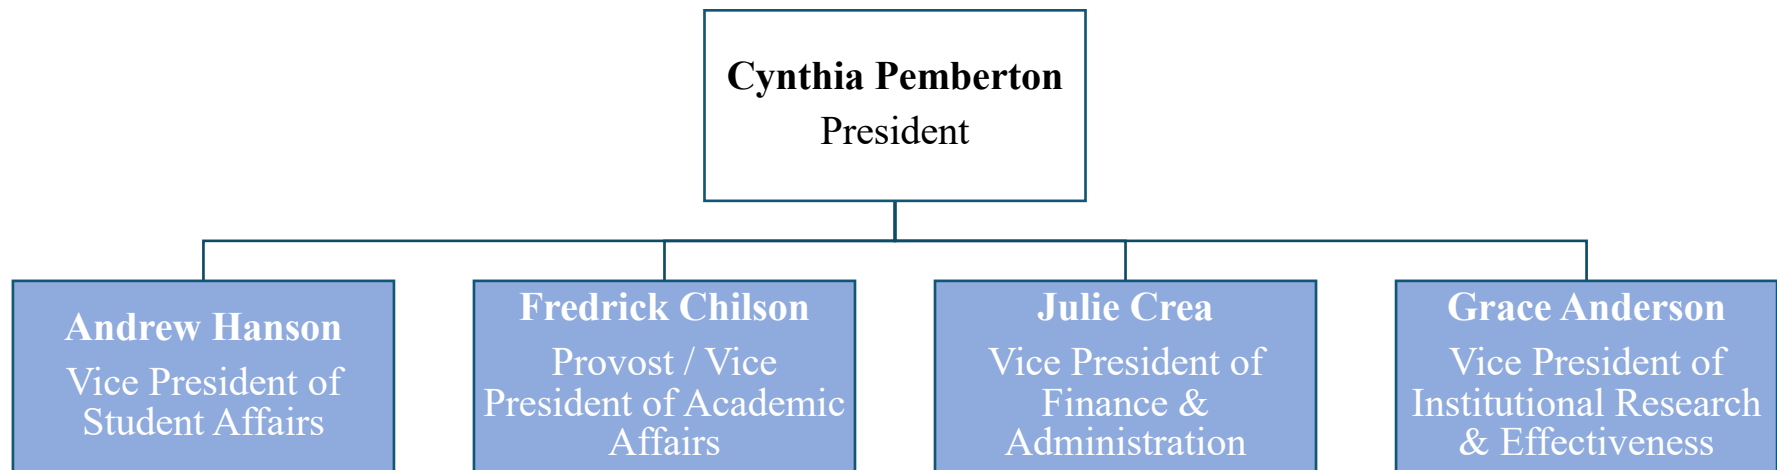 Cynthia Pemberton
President
Andrew Hanson
Vice President of
Student Affairs
Fredrick Chilson
Provost / Vice
President of Academic
Affairs
Julie Crea
Vice President of
Finance &
Administration
Grace Anderson
Vice President of
Institutional Research
& Effectiveness